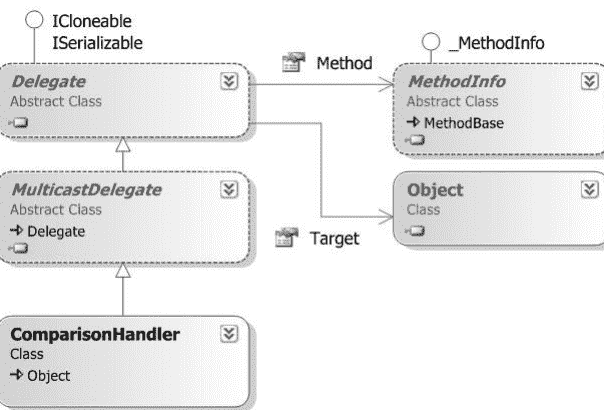 ICloneable
ISerializable
_MethodInfo
Method
Delegate
Abstract Class
MethodInfo
Abstract Class
MethodBase
MulticastDelegate
Abstract Class
Delegate
Object
Class
Target
ComparisonHandler
Class
Object